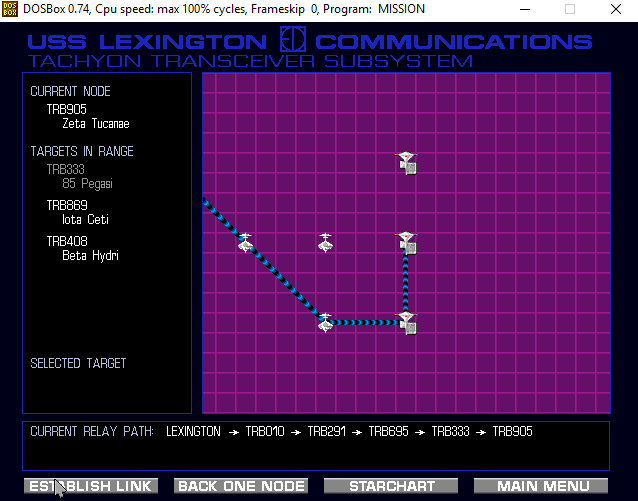 DOS BOX DOSBox 0.74, Cpu speed: max 100% cycles, Frameskip 0, Program: MISSION
USS LEXINGTON COMMUNICATIONS
TACHYON TRANSCEIVER SUBSYSTEM
CURRENT NODE
TRB905
Zeta Tucanae
TARGETS IN RANGE
TRB333
85 Pegasi
TRB869
Iota Ceti
TRB408
Beta Hydri
SELECTED TARGET
CURRENT RELAY PATH: LEXINGTON → TRB010 → TRB291 → TRB695 → TRB333 → TRB905
ESTABLISH LINK BACK ONE NODE STARCHART MAIN MENU